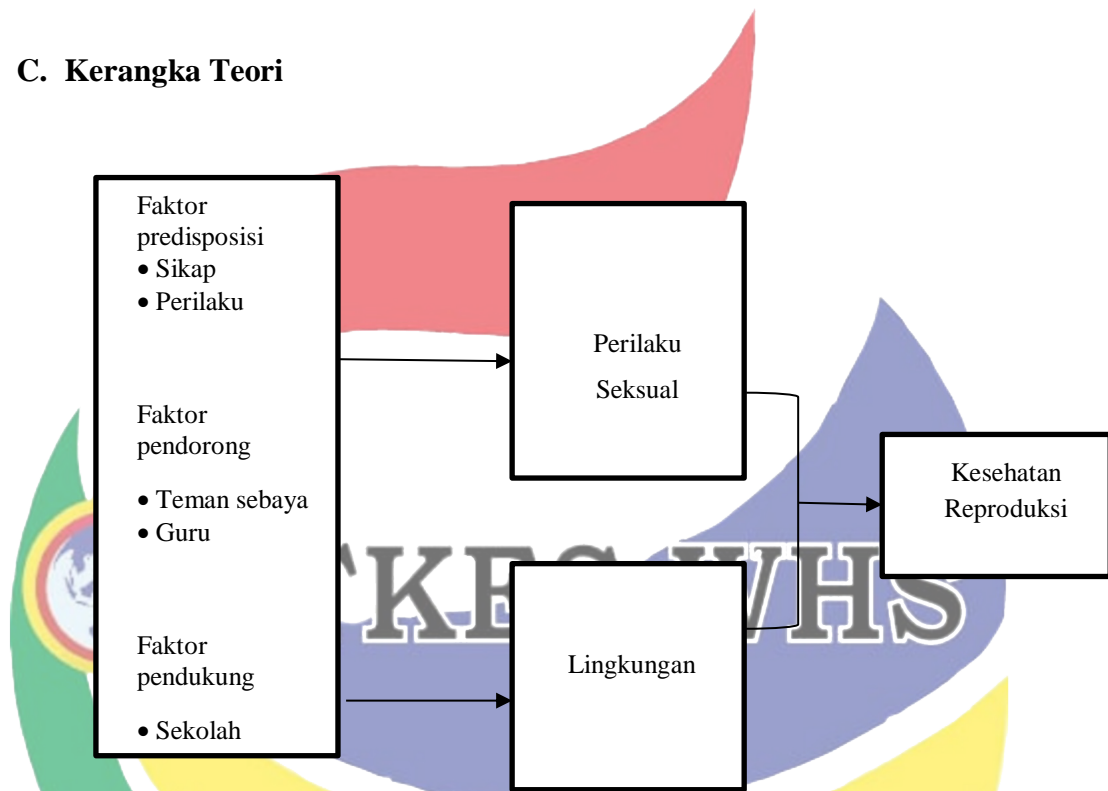 C. Kerangka Teori
Faktor
predisposisi
• Sikap
• Perilaku
Faktor
pendorong
• Teman sebaya
• Guru
Faktor
pendukung
• Sekolah
Perilaku
Seksual
Lingkungan
Kesehatan
Reproduksi
WHS